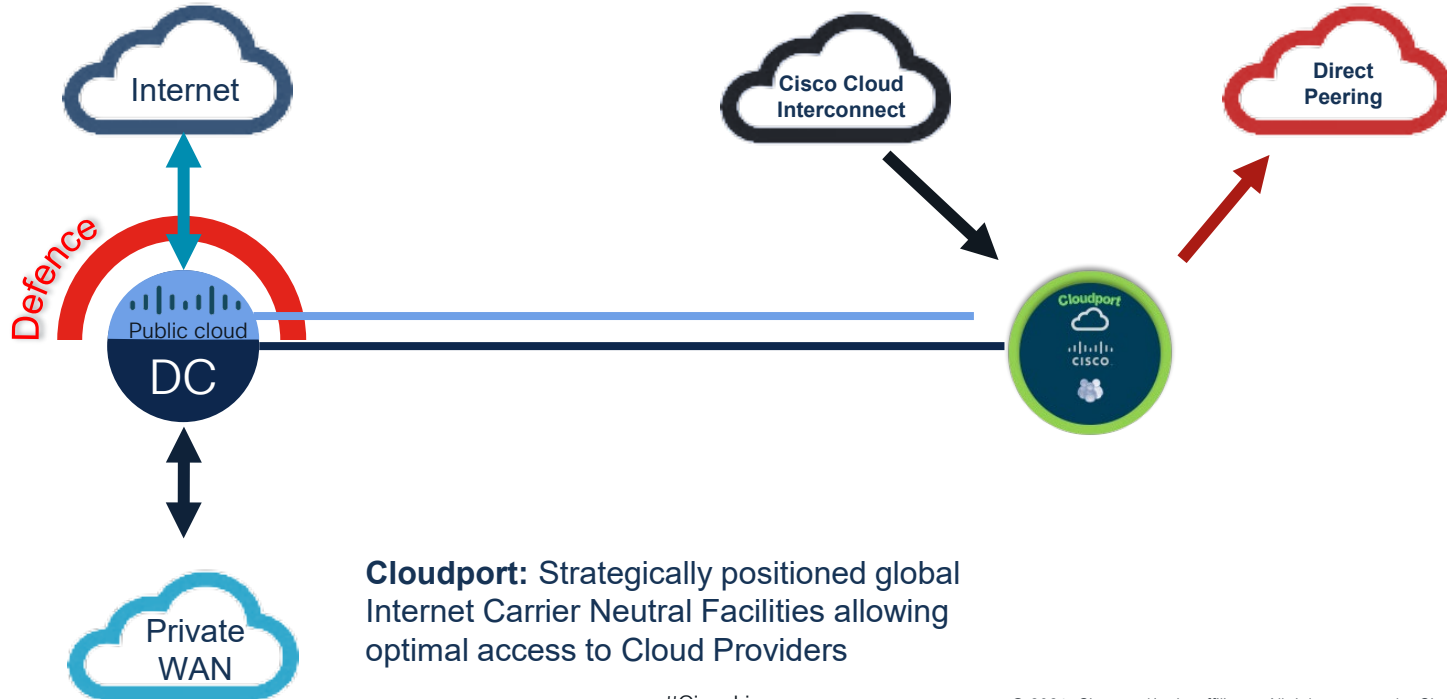 Internet
Cisco Cloud
Interconnect
Direct
Peering
Defence
Public cloud
DC
Cloudport
CISCO
Private
WAN
Cloudport: Strategically positioned global
Internet Carrier Neutral Facilities allowing
optimal access to Cloud Providers